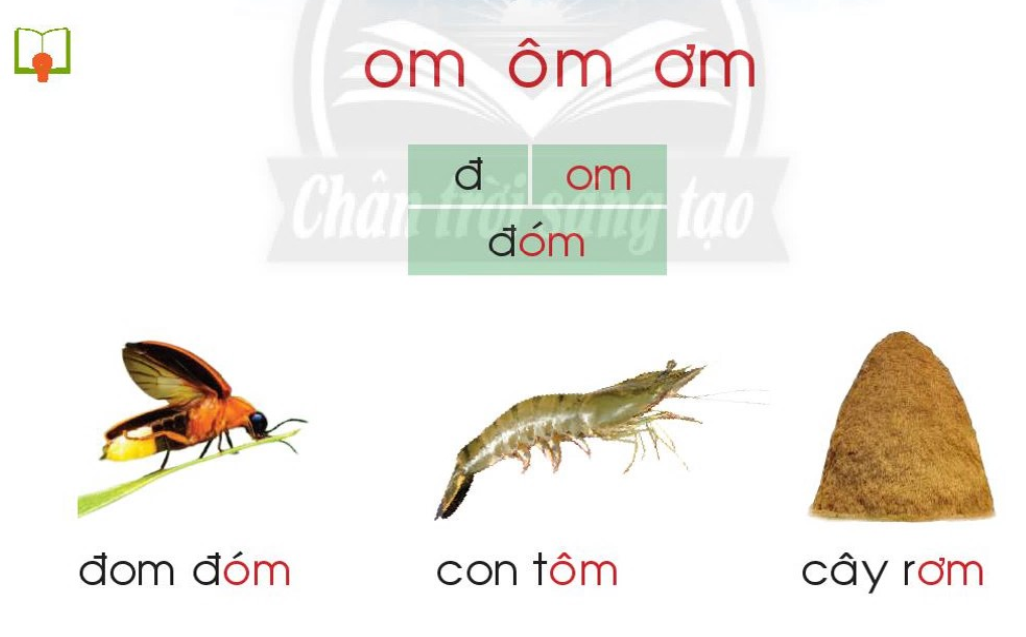 om ôm ơm
đ om
đóm
Chân trời sáng tạo
đom đóm con tôm cây rơm